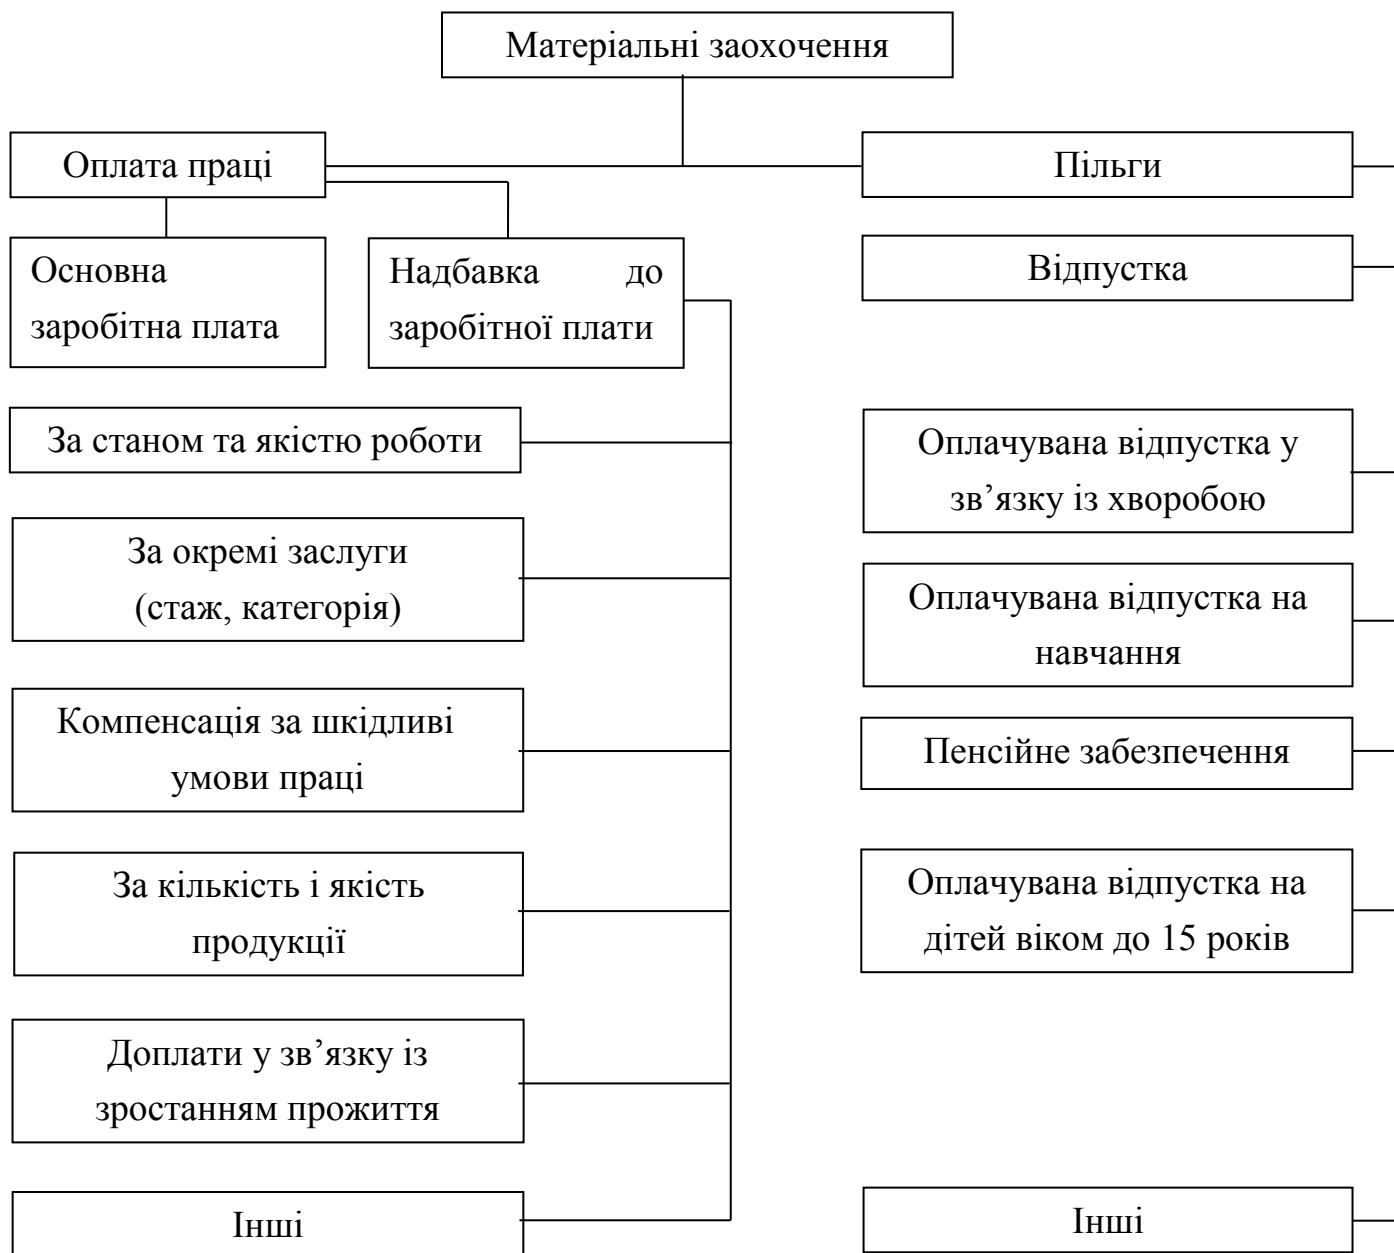 Матеріальні заохочення
Оплата праці
Пільги
Основна
заробітна плата
Надбавка до
заробітної плати
Відпустка
За станом та якістю роботи
За окремі заслуги
(стаж, категорія)
Компенсація за шкідливі
умови праці
За кількість і якість
продукції
Доплати у зв’язку із
зростанням прожиття
Інші
Оплачувана відпустка у
зв’язку із хворобою
Оплачувана відпустка на
навчання
Пенсійне забезпечення
Оплачувана відпустка на
дітей віком до 15 років
Інші